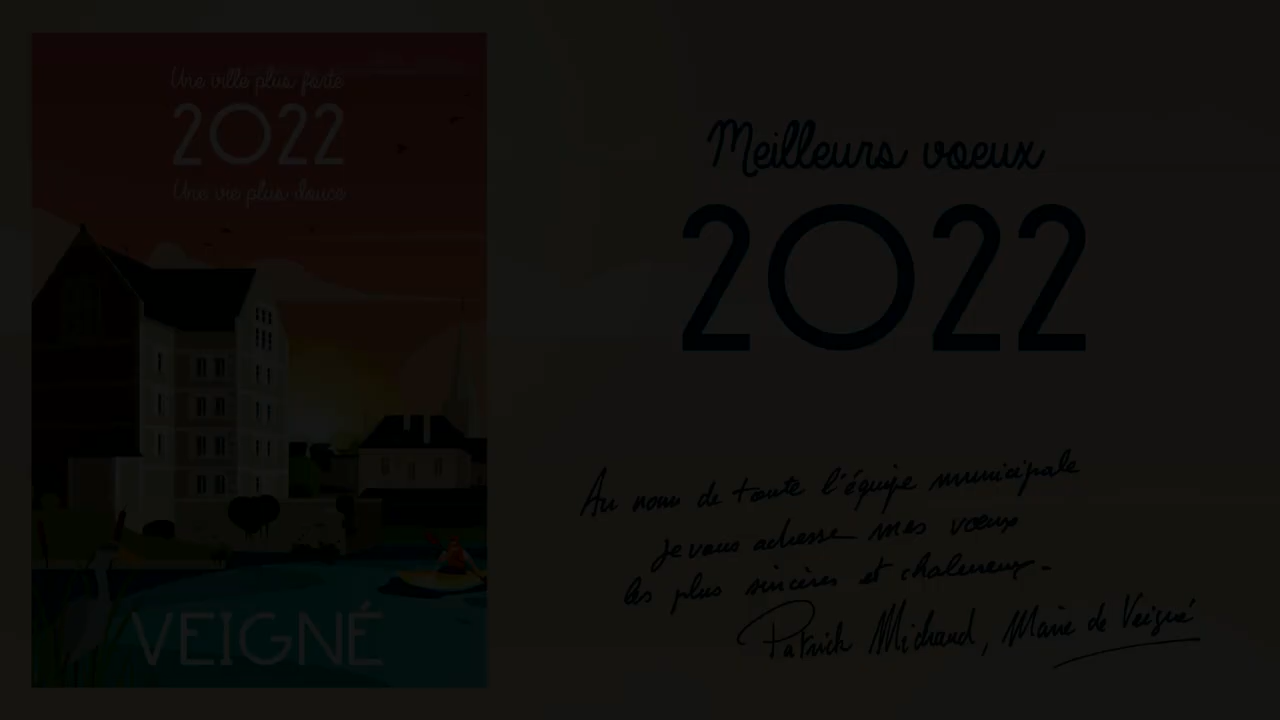 Une ville plus forte
2022
Une vie plus douce
VEIGNÉ
Meilleurs voeux
2022
Au nom de toute l'équipe municipale
je vous adresse mes vœux
les plus sincères et chaleureux.
Patrick Michaud, Maire de Veigné